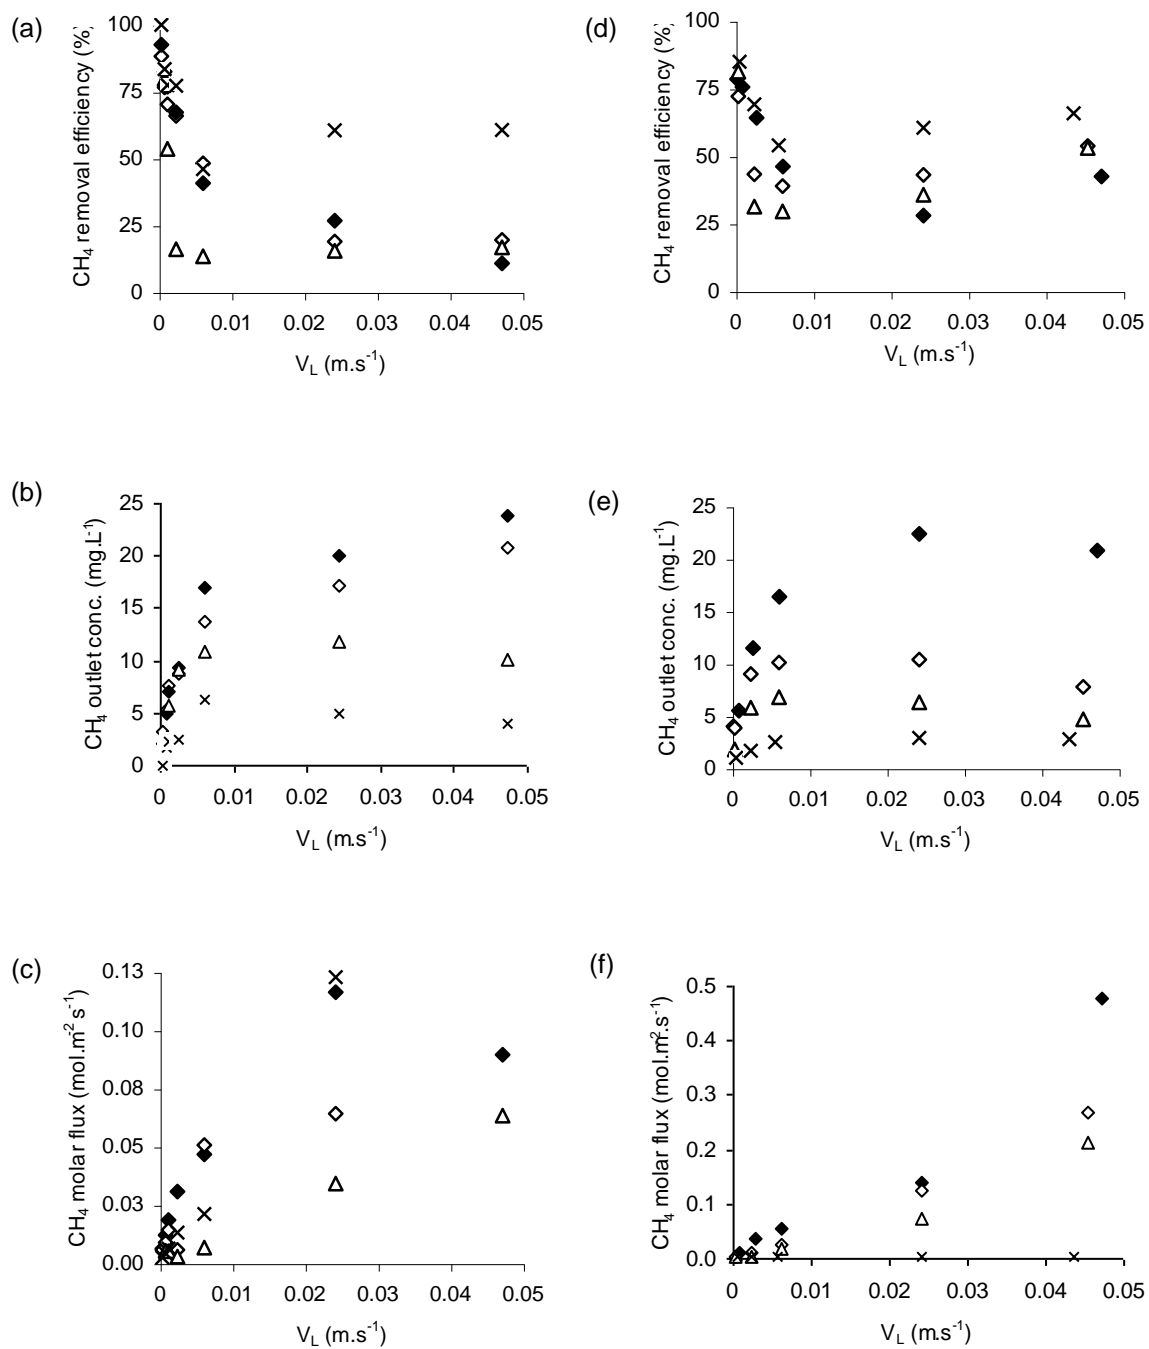 (a)
CH₄ removal efficiency (%)
100
75
50
25
0
0 0.01 0.02 0.03 0.04 0.05
V_L (m.s⁻¹)
(d)
CH₄ removal efficiency (%)
100
75
50
25
0
0 0.01 0.02 0.03 0.04 0.05
V_L (m.s⁻¹)
(b)
CH₄ outlet conc. (mg.L⁻¹)
25
20
15
10
5
0
0 0.01 0.02 0.03 0.04 0.05
V_L (m.s⁻¹)
(e)
CH₄ outlet conc. (mg.L⁻¹)
25
20
15
10
5
0
0 0.01 0.02 0.03 0.04 0.05
V_L (m.s⁻¹)
(c)
CH₄ molar flux (mol.m⁻² s⁻¹)
0.13
0.10
0.08
0.05
0.03
0.00
0 0.01 0.02 0.03 0.04 0.05
V_L (m.s⁻¹)
(f)
CH₄ molar flux (mol.m².s⁻¹)
0.5
0.4
0.3
0.2
0.1
0.0
0 0.01 0.02 0.03 0.04 0.05
V_L (m.s⁻¹)